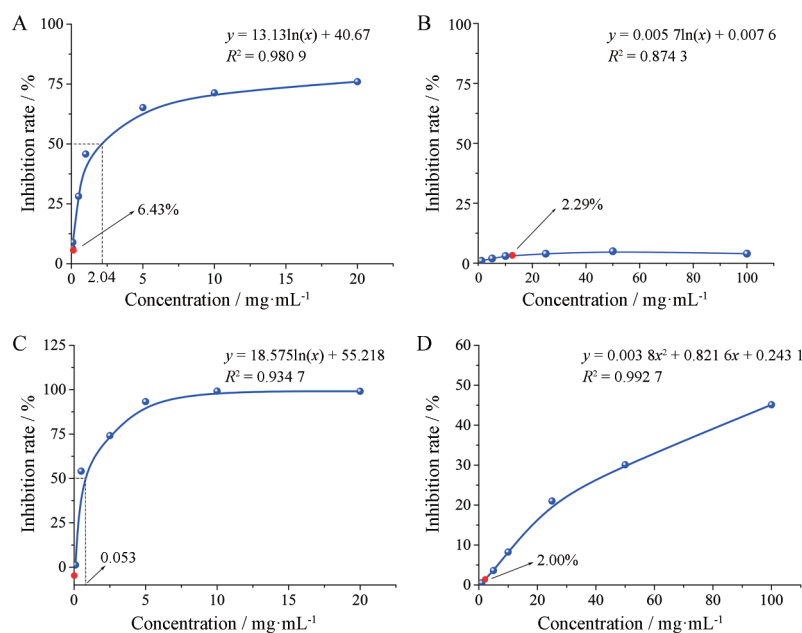 A
y = 13.13ln(x) + 40.67
R² = 0.980 9
100
75
50
25
0
Inhibition rate / %
6.43%
2.04
0
5
10
15
20
Concentration / mg·mL⁻¹
B
y = 0.005 7ln(x) + 0.007 6
R² = 0.874 3
100
75
50
25
0
Inhibition rate / %
2.29%
0
20
40
60
80
100
Concentration / mg·mL⁻¹
C
y = 18.575ln(x) + 55.218
R² = 0.934 7
125
100
75
50
25
0
Inhibition rate / %
0.053
0
5
10
15
20
Concentration / mg·mL⁻¹
D
y = 0.003 8x² + 0.821 6x + 0.243 1
R² = 0.992 7
60
50
40
30
20
10
0
Inhibition rate / %
2.00%
0
20
40
60
80
100
Concentration / mg·mL⁻¹